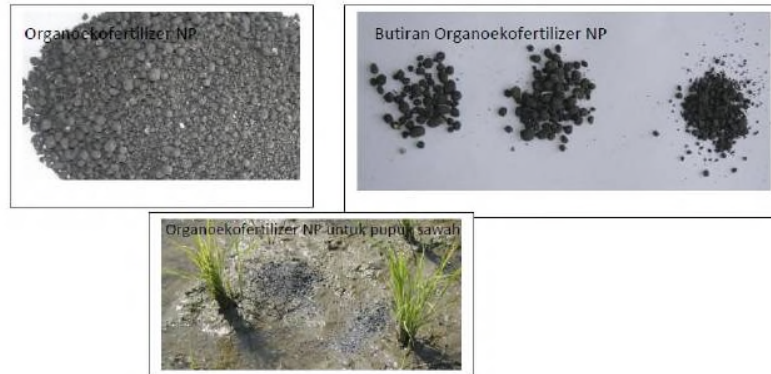 Organoekofertilizer NP
Butiran Organoekofertilizer NP
Organoekofertilizer NP untuk pupuk sawah